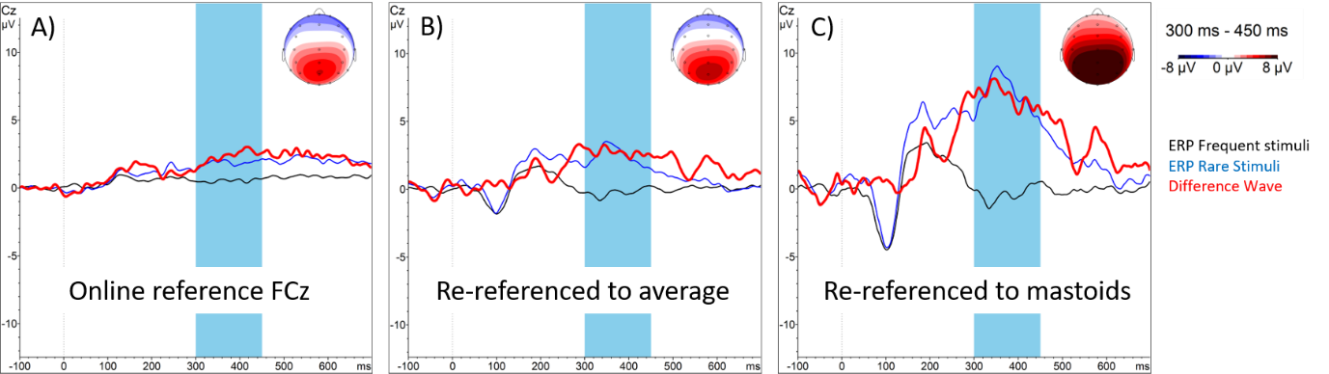 Cz
µV
A)
10
5
0
-5
Online reference FCz
-10
-100 0 100 200 300 400 500 600 ms
Cz
µV
B)
10
5
0
-5
Re-referenced to average
-10
-100 0 100 200 300 400 500 600 ms
Cz
µV
C)
10
5
0
-5
Re-referenced to mastoids
-10
-100 0 100 200 300 400 500 600 ms
300 ms - 450 ms
-8 µV 0 µV 8 µV
ERP Frequent stimuli
ERP Rare Stimuli
Difference Wave